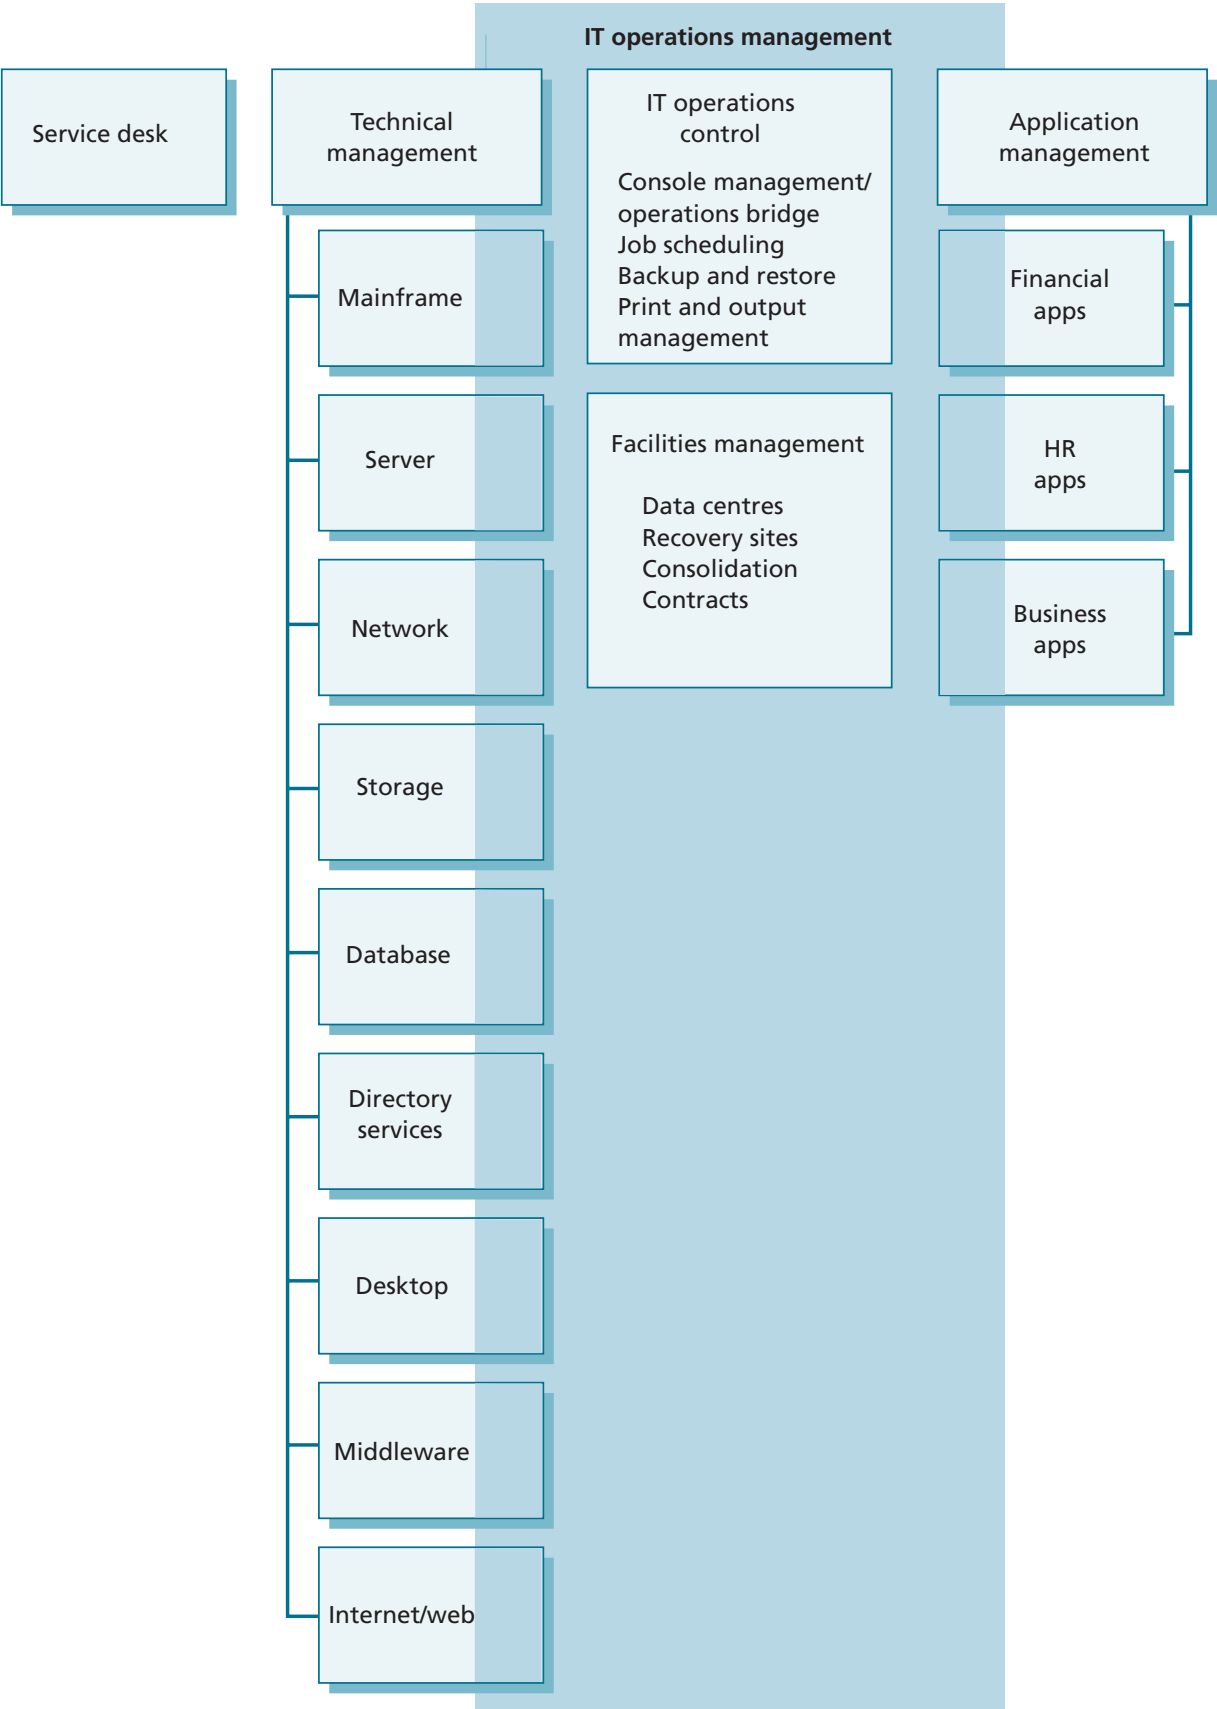 IT operations management
Service desk
Technical
management
Mainframe
Server
Network
Storage
Database
Directory
services
Desktop
Middleware
Internet/web
IT operations
control
Console management/
operations bridge
Job scheduling
Backup and restore
Print and output
management
Facilities management
Data centres
Recovery sites
Consolidation
Contracts
Application
management
Financial
apps
HR
apps
Business
apps